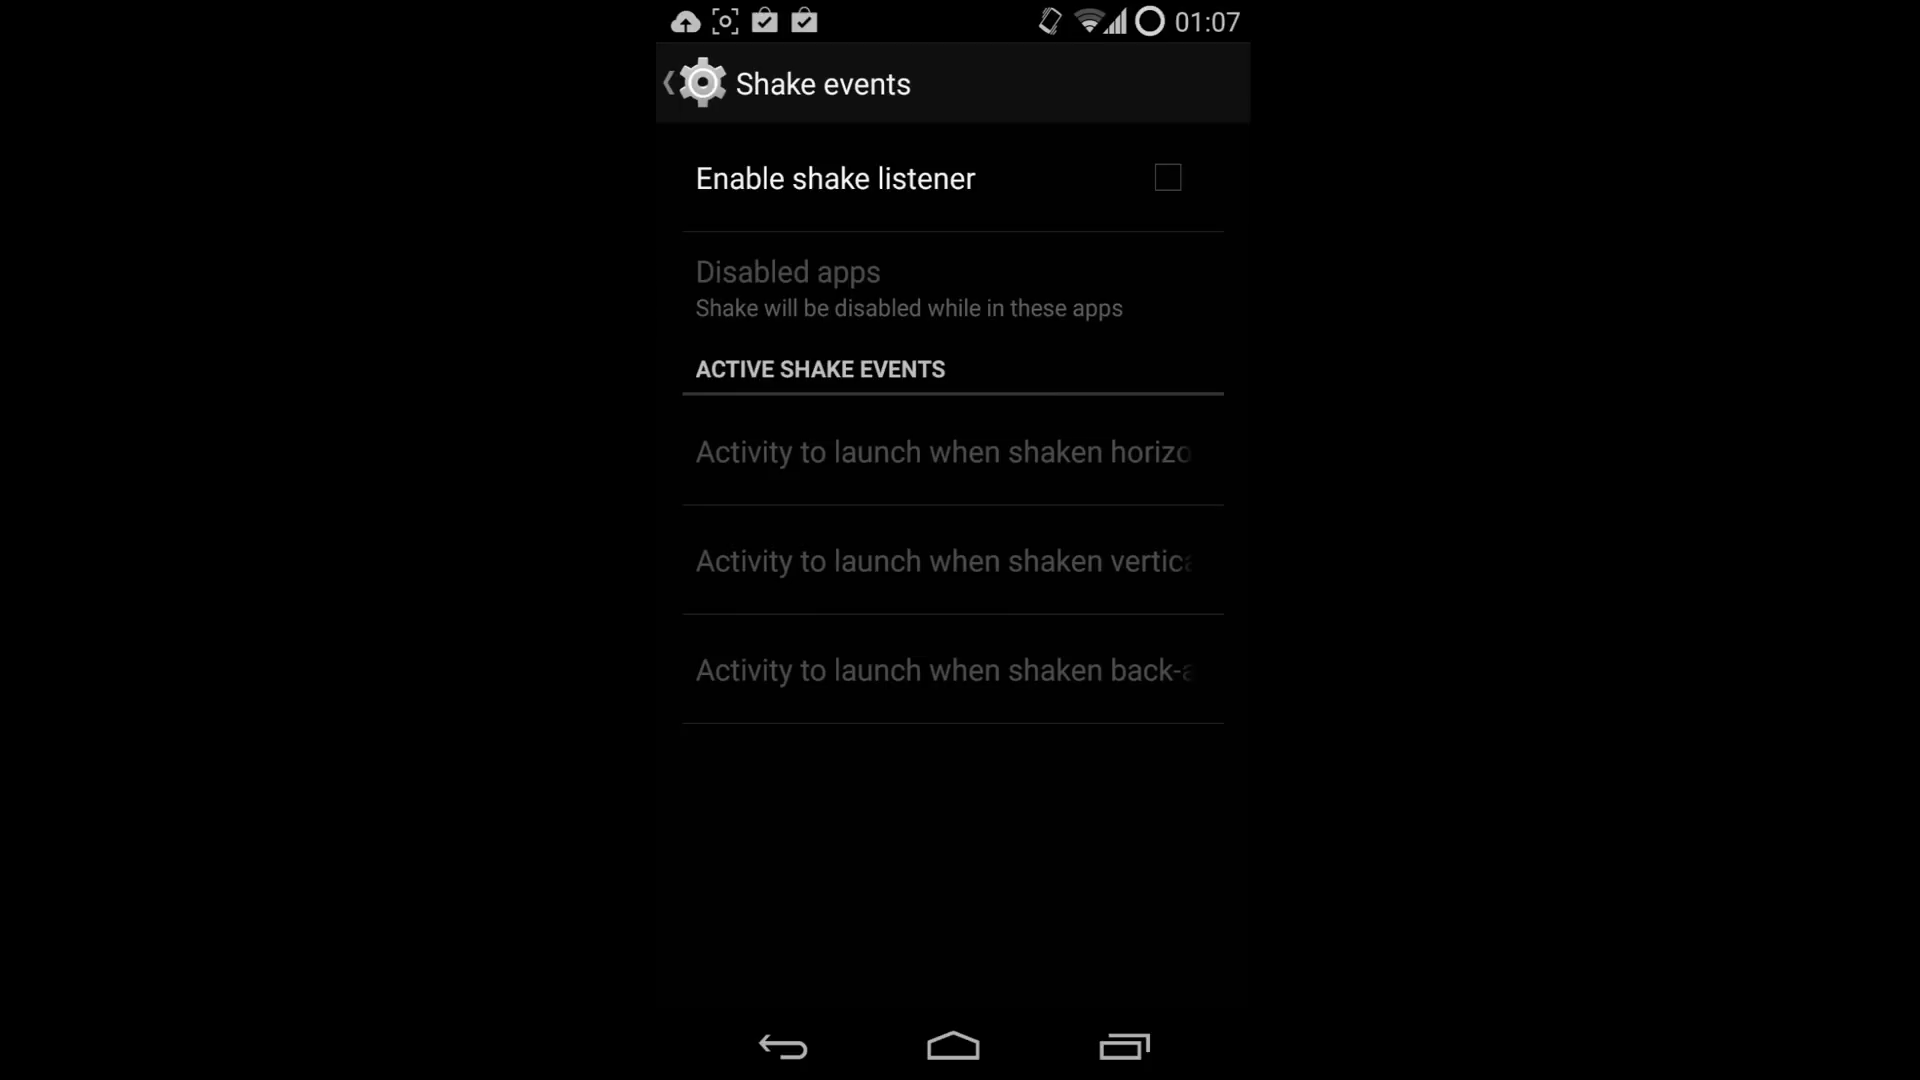 01:07
Shake events
Enable shake listener
Disabled apps
Shake will be disabled while in these apps
ACTIVE SHAKE EVENTS
Activity to launch when shaken horizo
Activity to launch when shaken vertica
Activity to launch when shaken back-a